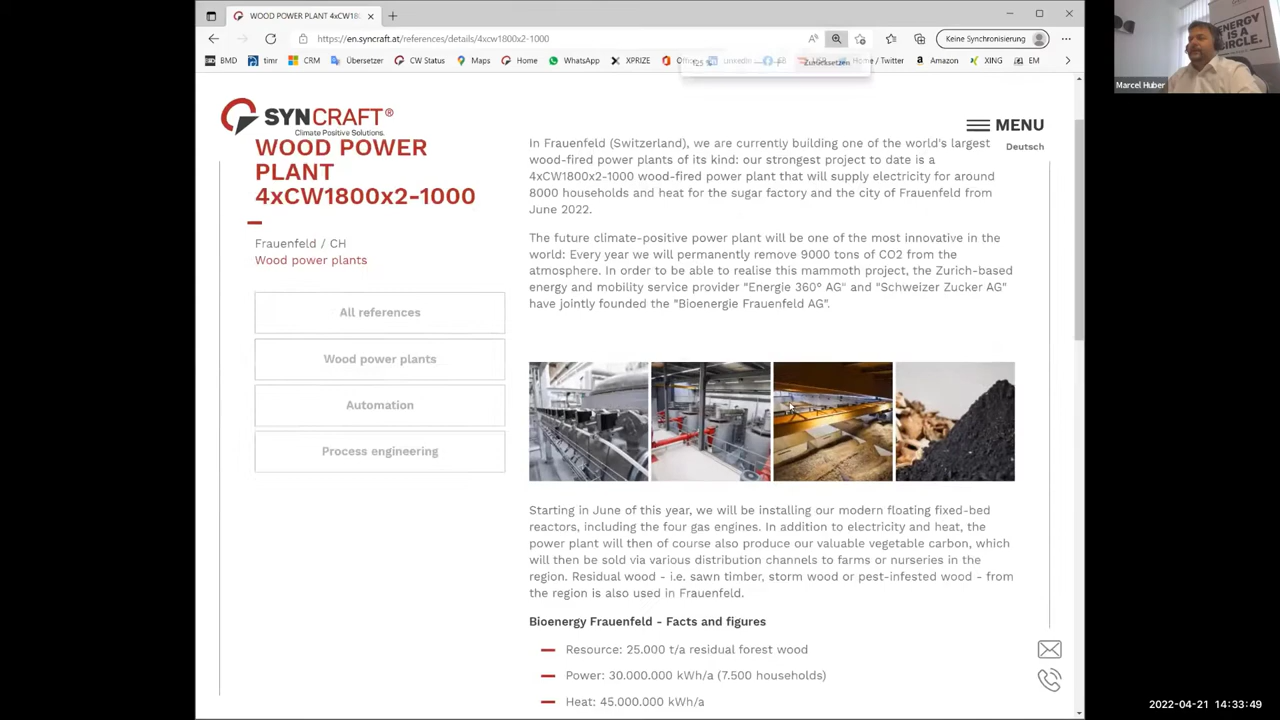 WOOD POWER PLANT 4xCW18
https://en.syncraft.at/references/details/4xcw1800x2-1000
Keine Synchronisierung
BMD
timr
CRM
Übersetzer
CW Status
Maps
Home
WhatsApp
XPRIZE
Home / Twitter
Amazon
XING
EM
Zurücksetzen
ENERGY
IS A
CIRCLE.
Marcel Huber
SYNCRAFT®
Climate Positive Solutions.
MENU
Deutsch
WOOD POWER
PLANT
4xCW1800x2-1000
Frauenfeld / CH
Wood power plants
All references
Wood power plants
Automation
Process engineering
In Frauenfeld (Switzerland), we are currently building one of the world's largest
wood-fired power plants of its kind: our strongest project to date is a
4xCW1800x2-1000 wood-fired power plant that will supply electricity for around
8000 households and heat for the sugar factory and the city of Frauenfeld from
June 2022.
The future climate-positive power plant will be one of the most innovative in the
world: Every year we will permanently remove 9000 tons of CO2 from the
atmosphere. In order to be able to realise this mammoth project, the Zurich-based
energy and mobility service provider "Energie 360° AG" and "Schweizer Zucker AG"
have jointly founded the "Bioenergie Frauenfeld AG".
Starting in June of this year, we will be installing our modern floating fixed-bed
reactors, including the four gas engines. In addition to electricity and heat, the
power plant will then of course also produce our valuable vegetable carbon, which
will then be sold via various distribution channels to farms or nurseries in the
region. Residual wood - i.e. sawn timber, storm wood or pest-infested wood - from
the region is also used in Frauenfeld.
Bioenergy Frauenfeld - Facts and figures
Resource: 25.000 t/a residual forest wood
Power: 30.000.000 kWh/a (7.500 households)
Heat: 45.000.000 kWh/a
2022-04-21 14:33:49